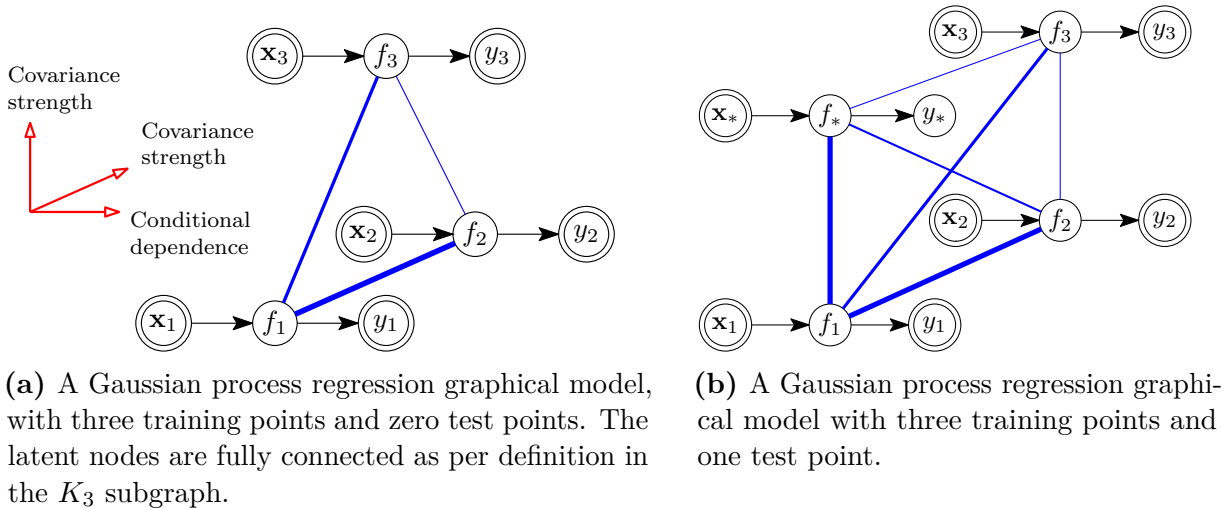 x₃ f₃ y₃
Covariance
strength
Covariance
strength
Conditional
dependence
x₂ f₂ y₂
x₁ f₁ y₁
(a) A Gaussian process regression graphical model,
with three training points and zero test points. The
latent nodes are fully connected as per definition in
the K₃ subgraph.
x₃ f₃ y₃
x* f* y*
x₂ f₂ y₂
x₁ f₁ y₁
(b) A Gaussian process regression graphi-
cal model with three training points and
one test point.